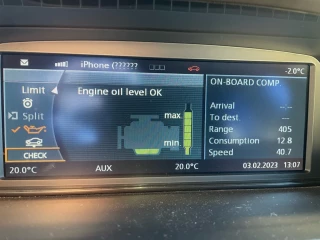 iPhone (??????
-2.0°C
Limit
Engine oil level OK
ON-BOARD COMP
Split
max.
Arrival --:--
To dest. ----
Range 405
min
Consumption 12.8
CHECK
Speed 40.7
20.0°C AUX 20.0°C 03.02.2023 13:07